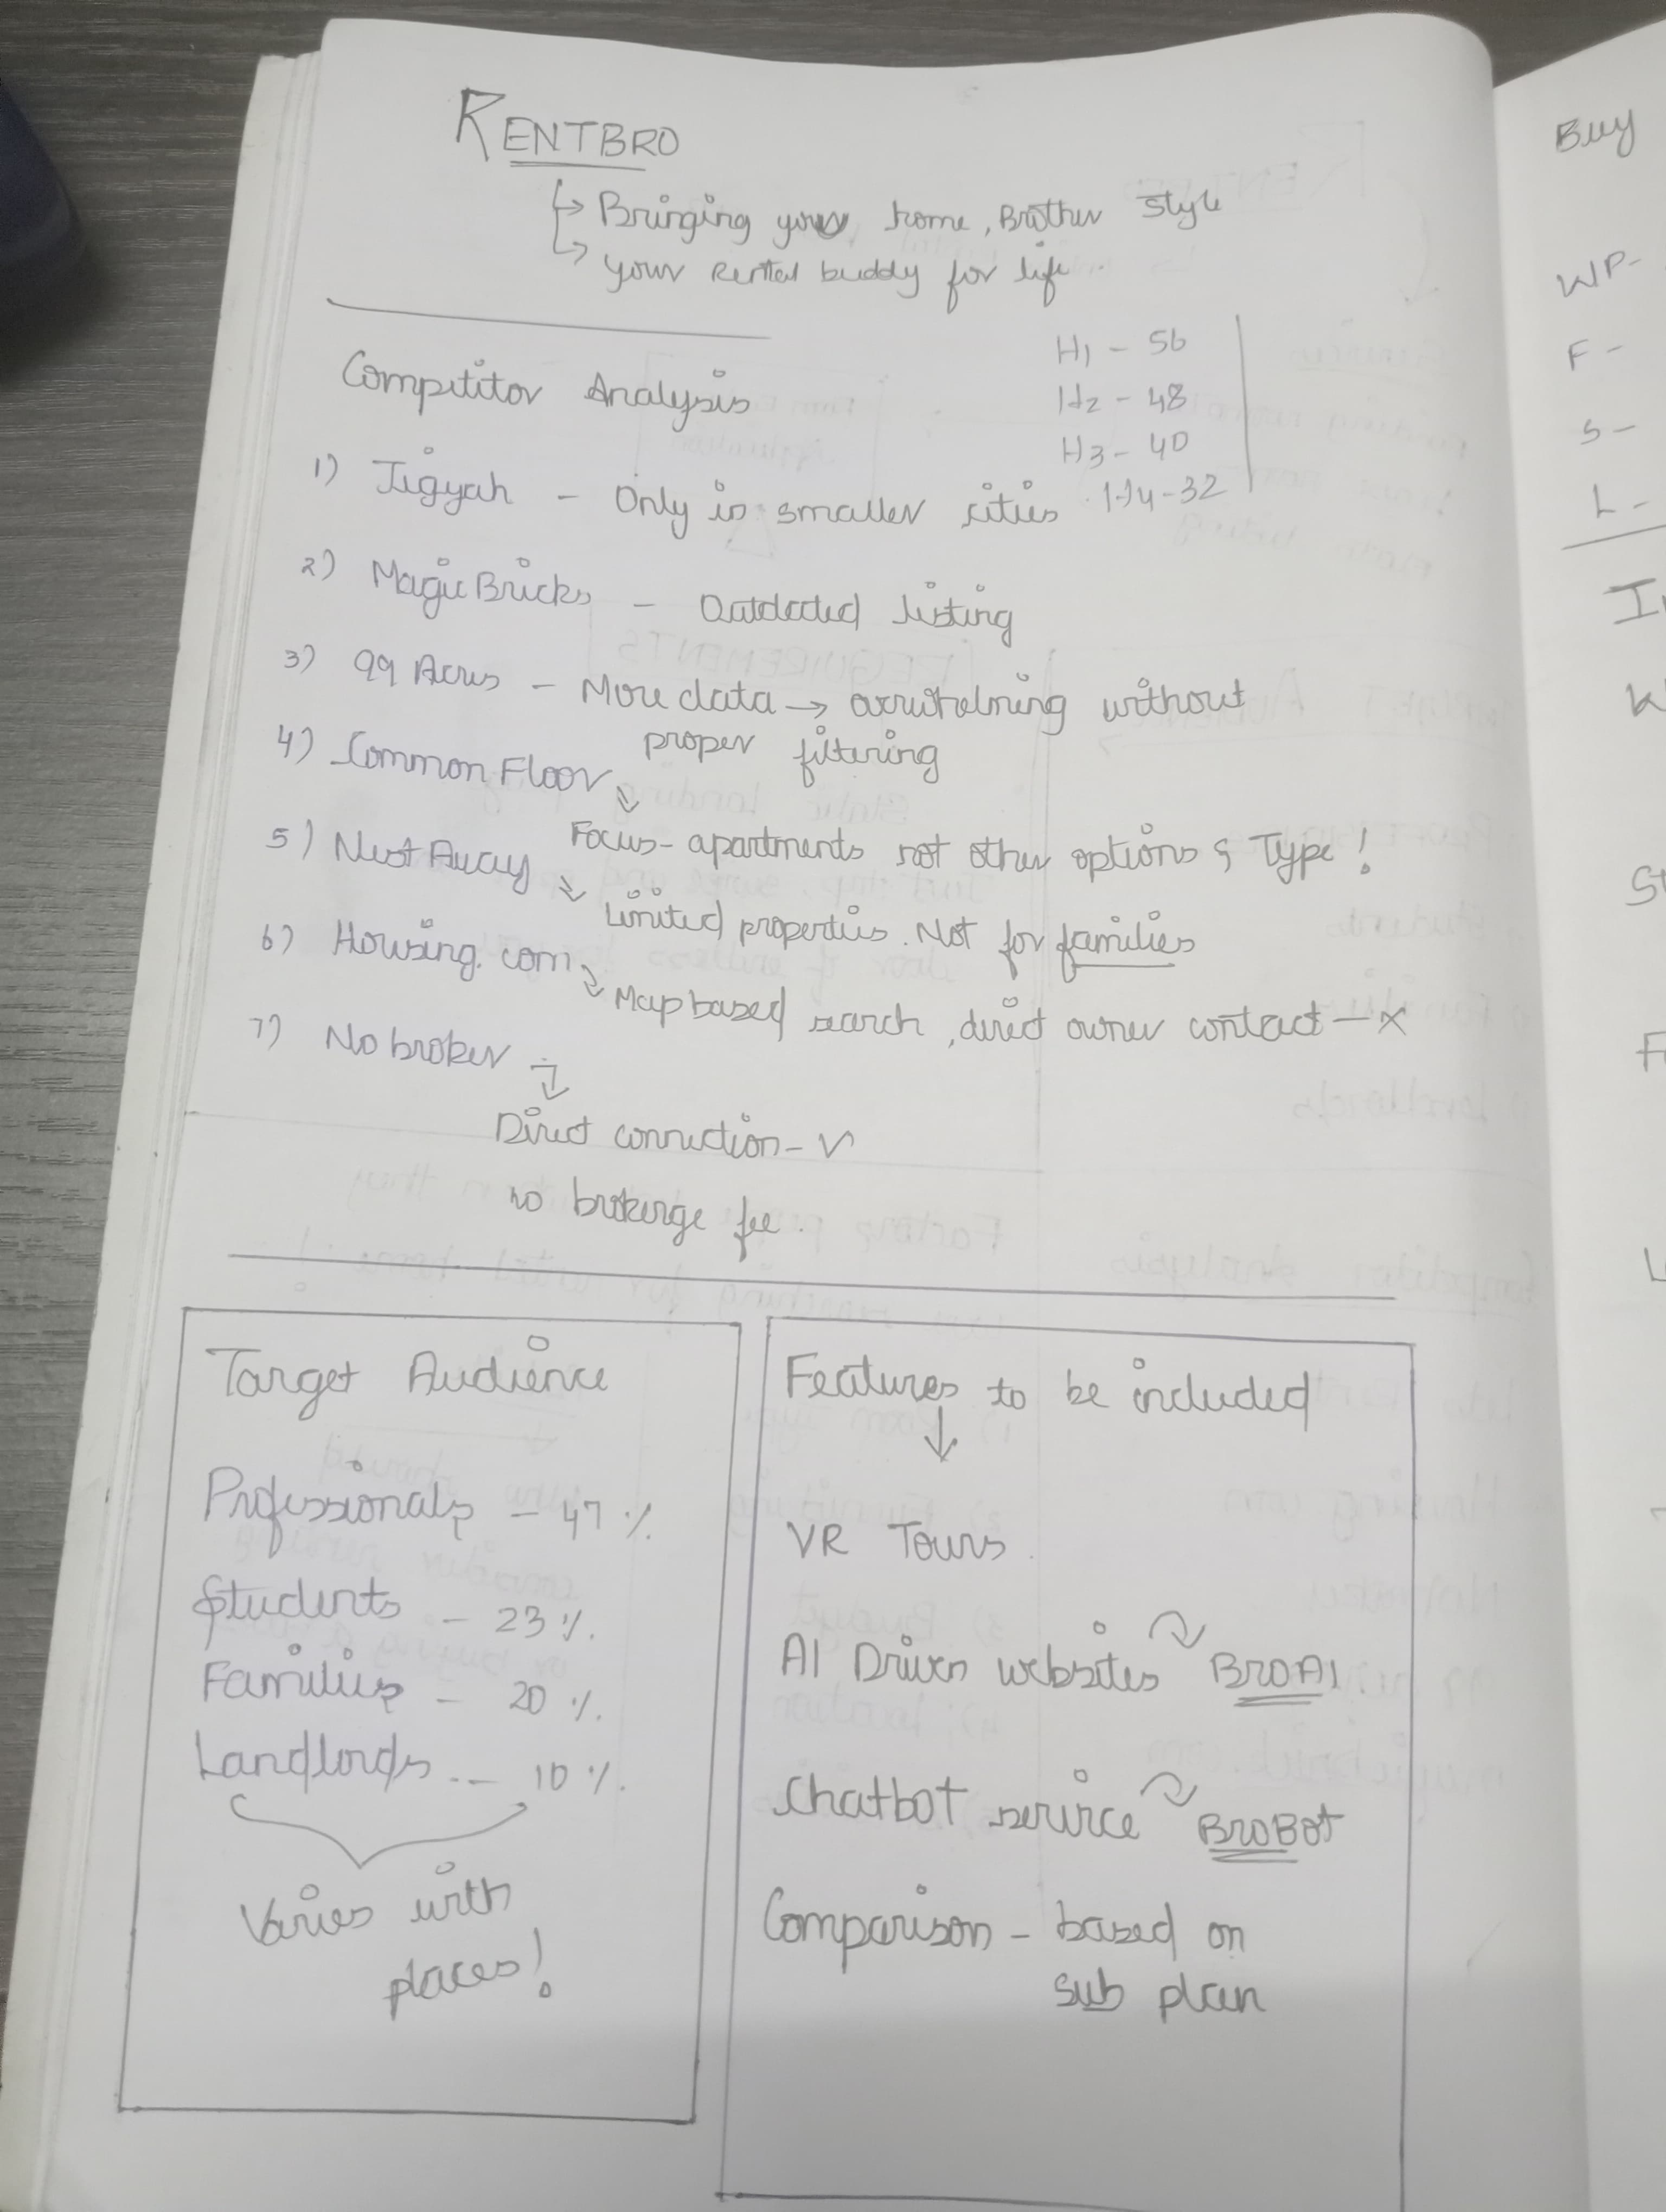 RENTBRO
↳ Bringing your home, Brother style
↳ your Rental buddy for life.
H1 - 56
H2 - 48
H3 - 40
H4 - 32
Compititor Analysis
1) Jigyah - Only in smaller cities
2) MagicBricks - Outdated listing
3) 99 Acres - More data → without
proper filtering
4) Common Floor
Focus - apartments not other options & Type!
5) Nest Away
Limited properties. Not for families
6) Housing.com
Map based search, direct owner contact - ×
7) No broker
Direct connection - ✓
no brokerge fee.
Target Audience
Professionals - 47 %
Students - 23 %.
Families - 20 %.
Landlords - 10 %.
Varies with
places!
Features to be included
↓
VR Tours
AI Driven websites BROAI
Chatbot service BROBOT
Comparison - based on
sub plan
Buy
WP-
F-
S-
L-